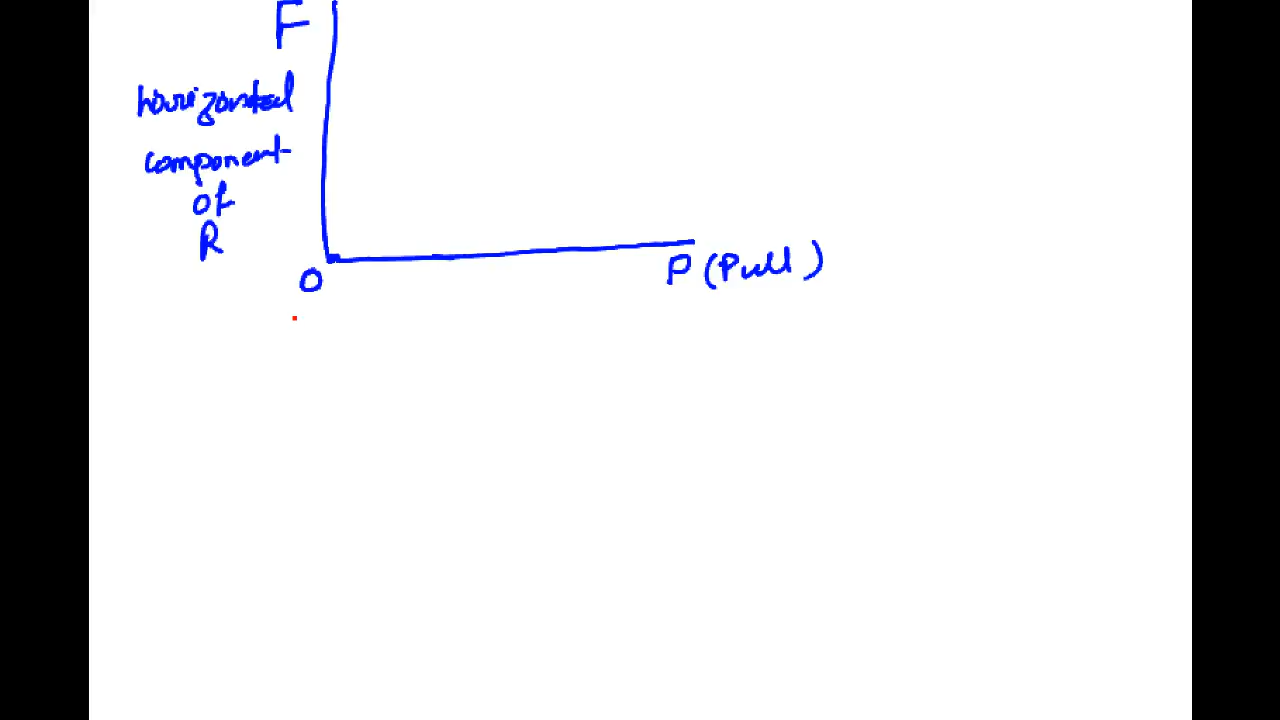 F
horizontal
component
of
R
O
P (Pull)